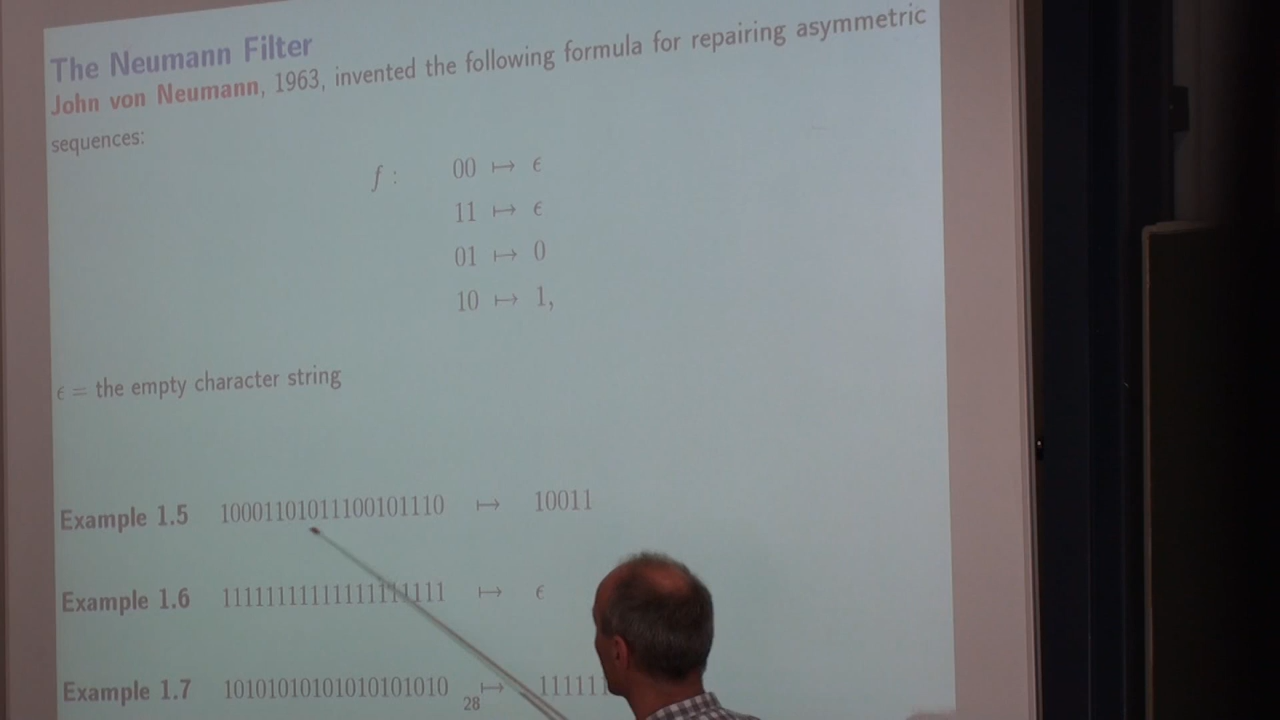 The Neumann Filter
John von Neumann, 1963, invented the following formula for repairing asymmetric
sequences:
f : 00 ↦ ϵ
11 ↦ ϵ
01 ↦ 0
10 ↦ 1,
ϵ = the empty character string
Example 1.5 10001101011100101110 ↦ 10011
Example 1.6 11111111111111111111 ↦ ϵ
Example 1.7 10101010101010101010 ↦ 111111
28